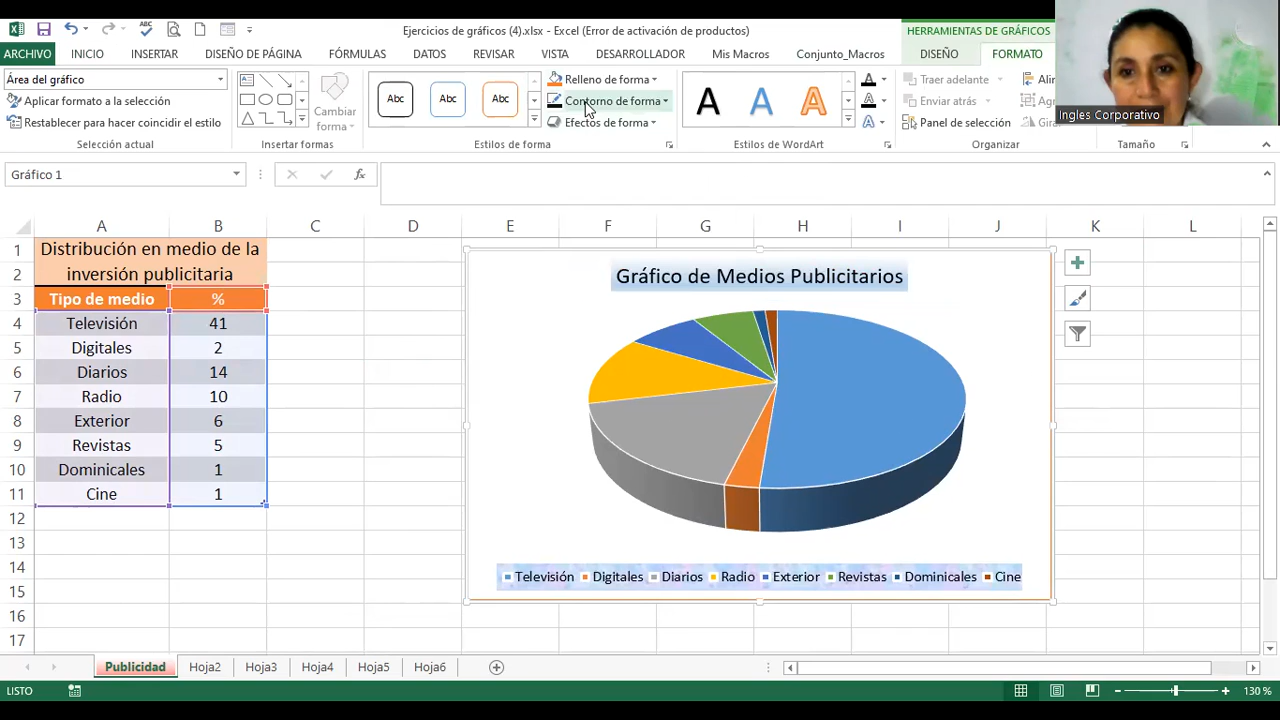 Ejercicios de gráficos (4).xlsx - Excel (Error de activación de productos)
HERRAMIENTAS DE GRÁFICOS
ARCHIVO INICIO INSERTAR DISEÑO DE PÁGINA FÓRMULAS DATOS REVISAR VISTA DESARROLLADOR Mis Macros Conjunto_Macros DISEÑO FORMATO
Área del gráfico
Aplicar formato a la selección
Restablecer para hacer coincidir el estilo
Selección actual
Cambiar
forma
Insertar formas
Abc Abc Abc
Relleno de forma
Contorno de forma
Efectos de forma
Estilos de forma
A A A
Estilos de WordArt
Traer adelante
Enviar atrás
Panel de selección
Organizar
Tamaño
Ingles Corporativo
Gráfico 1
fx
A B C D E F G H I J K L
1 Distribución en medio de la
2 inversión publicitaria
3 Tipo de medio %
4 Televisión 41
5 Digitales 2
6 Diarios 14
7 Radio 10
8 Exterior 6
9 Revistas 5
10 Dominicales 1
11 Cine 1
12
13
14
15
16
17
Gráfico de Medios Publicitarios
Televisión Digitales Diarios Radio Exterior Revistas Dominicales Cine
Publicidad Hoja2 Hoja3 Hoja4 Hoja5 Hoja6
LISTO
130 %